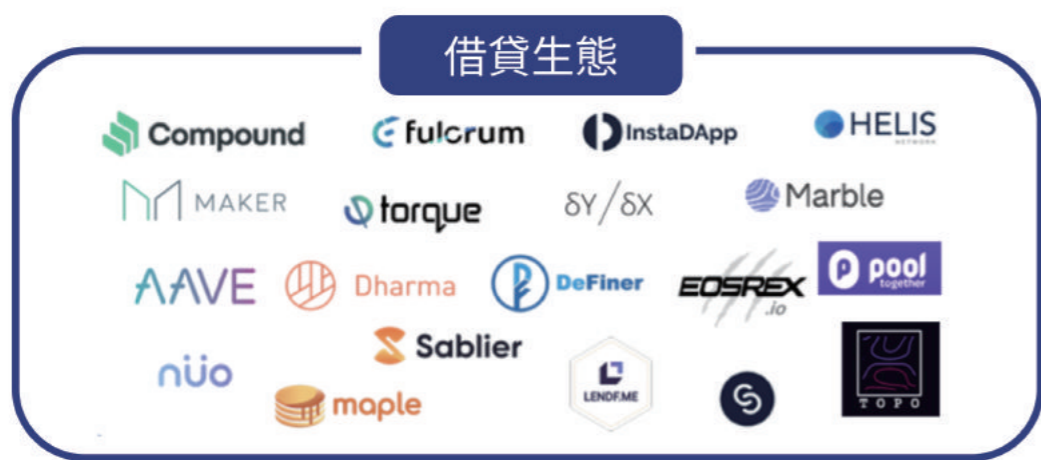 借貸生態
Compound
fulcrum
InstaDApp
HELIS
NETWORK
MAKER
torque
δY/δX
Marble
AAVE
Dharma
DeFiner
EOSREX
.io
pool
together
nüo
Sablier
maple
LENDF.ME
TOPO